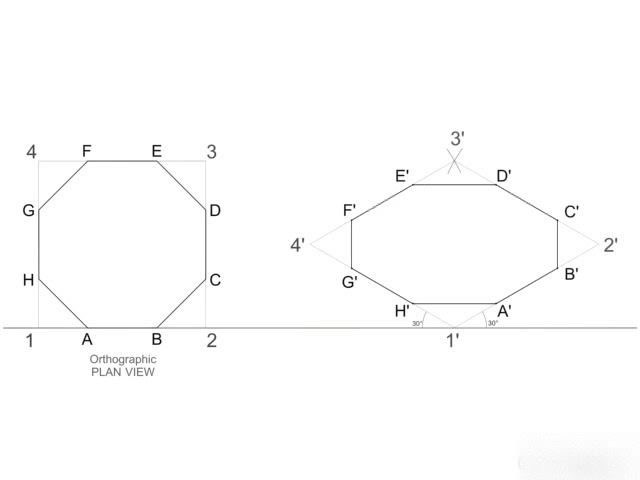 3'
4 F E 3
E' D'
G D
F' C'
4' 2'
H C
G' B'
H' A'
30° 30°
1 A B 2
1'
Orthographic
PLAN VIEW